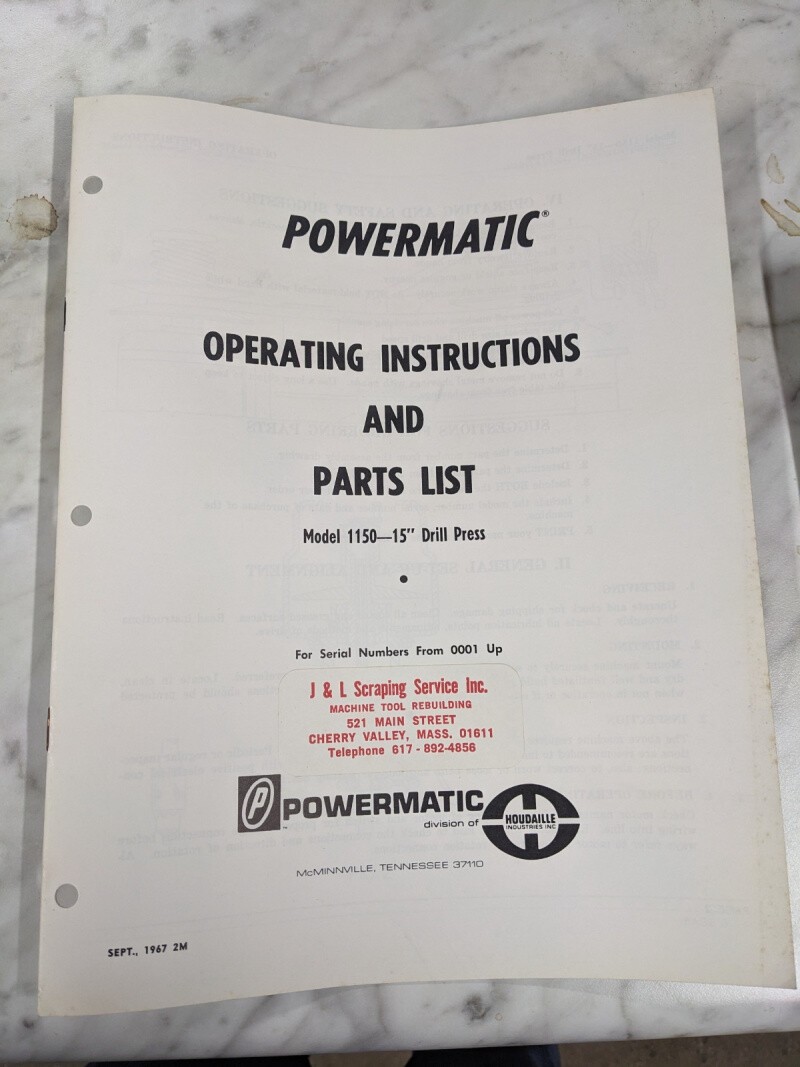 POWERMATIC®
OPERATING INSTRUCTIONS
AND
PARTS LIST
Model 1150—15" Drill Press
•
For Serial Numbers From 0001 Up
J & L Scraping Service Inc.
MACHINE TOOL REBUILDING
521 MAIN STREET
CHERRY VALLEY, MASS. 01611
Telephone 617 - 892-4856
P POWERMATIC™
division of HOUDAILLE
INDUSTRIES INC
McMINNVILLE, TENNESSEE 37110
SEPT., 1967 2M